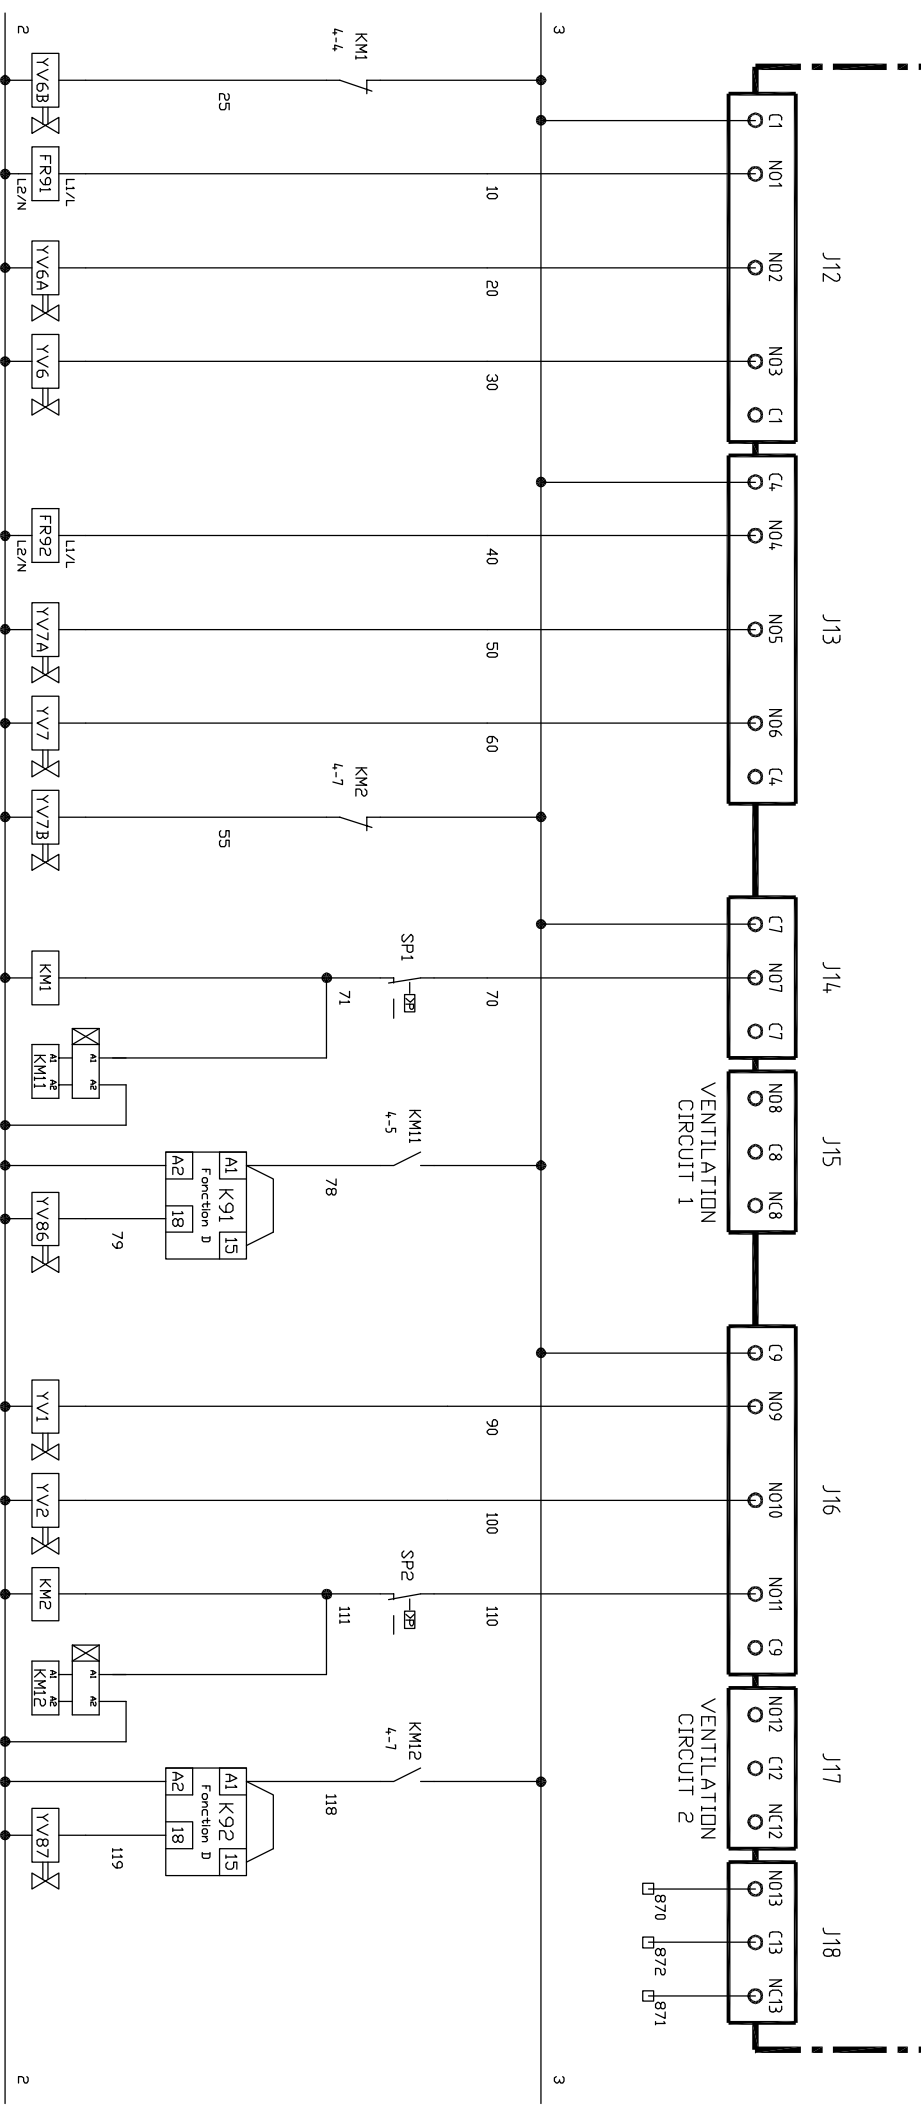 J12 J13 J14 J15 J16 J17 J18
C1 NO1 NO2 NO3 C1 C4 NO4 NO5 NO6 C4 C7 NO7 C7 NO8 C8 NC8 C9 NO9 NO10 NO11 C9 NO12 C12 NC12 NO13 C13 NC13
VENTILATION
CIRCUIT 1
VENTILATION
CIRCUIT 2
870 872 871
3 3
10 20 30 40 50 60 70 90 100 110
SP1 KM11 SP2 KM12
4-5 4-7
ΔP ΔP
KM1 KM2
4-4 4-7
71 78 111 118
25 55
A1 K91 15
Fonction D
A2 18
A1 K92 15
Fonction D
A2 18
79 119
A1 A2 A1 A2
L1/L L1/L
A1 A2 A1 A2
YV6B FR91 YV6A YV6 FR92 YV7A YV7 YV7B KM1 KM11 YV86 YV1 YV2 KM2 KM12 YV87
L2/N L2/N
2 2